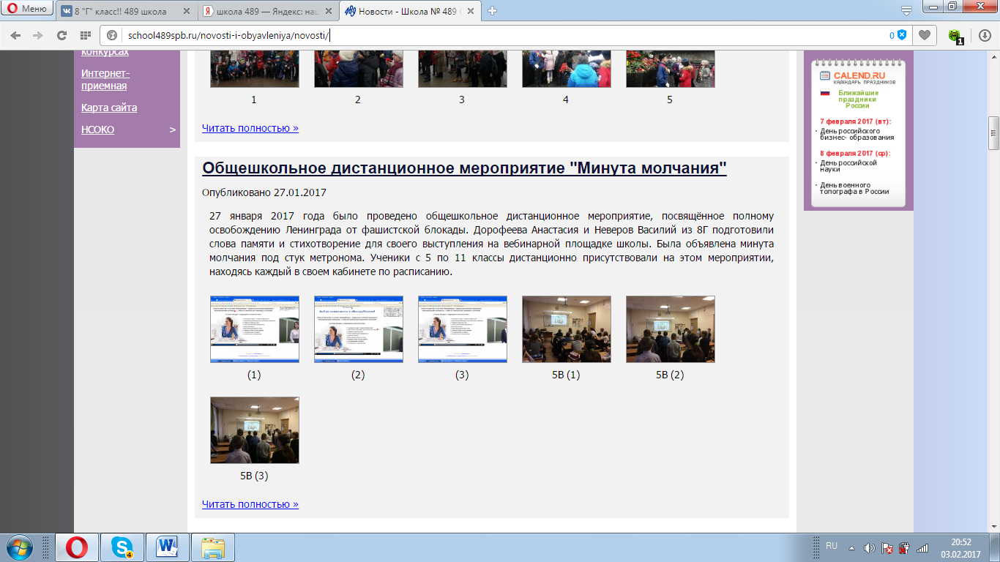 Меню
8 "Г" класс!! 489 школа
школа 489 — Яндекс: наш
Новости - Школа № 489 (
school489spb.ru/novosti-i-obyavleniya/novosti/
0
1
конкурсах
Интернет-
приемная
Карта сайта
НСОКО >
1 2 3 4 5
Читать полностью »
Общешкольное дистанционное мероприятие "Минута молчания"
Опубликовано 27.01.2017
27 января 2017 года было проведено общешкольное дистанционное мероприятие, посвящённое полному
освобождению Ленинграда от фашистской блокады. Дорофеева Анастасия и Неверов Василий из 8Г подготовили
слова памяти и стихотворение для своего выступления на вебинарной площадке школы. Была объявлена минута
молчания под стук метронома. Ученики с 5 по 11 классы дистанционно присутствовали на этом мероприятии,
находясь каждый в своем кабинете по расписанию.
(1) (2) (3) 5В (1) 5В (2)
5В (3)
Читать полностью »
CALEND.RU
КАЛЕНДАРЬ ПРАЗДНИКОВ
Ближайшие
праздники
России
7 февраля 2017 (вт):
· День российского
бизнес- образования
8 февраля 2017 (ср):
· День российской
науки
· День военного
топографа в России
4
RU
20:52
03.02.2017